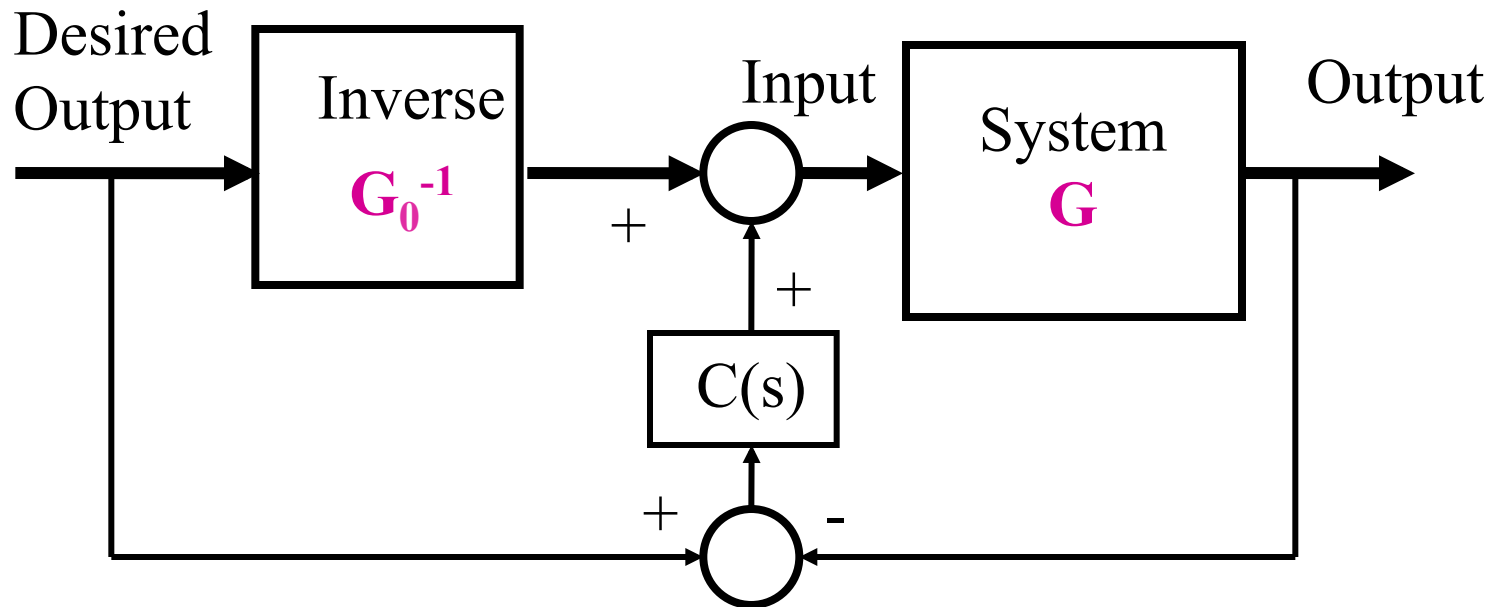 Desired
Output
Inverse
G₀⁻¹
Input
System
G
Output
+
+
C(s)
+
-